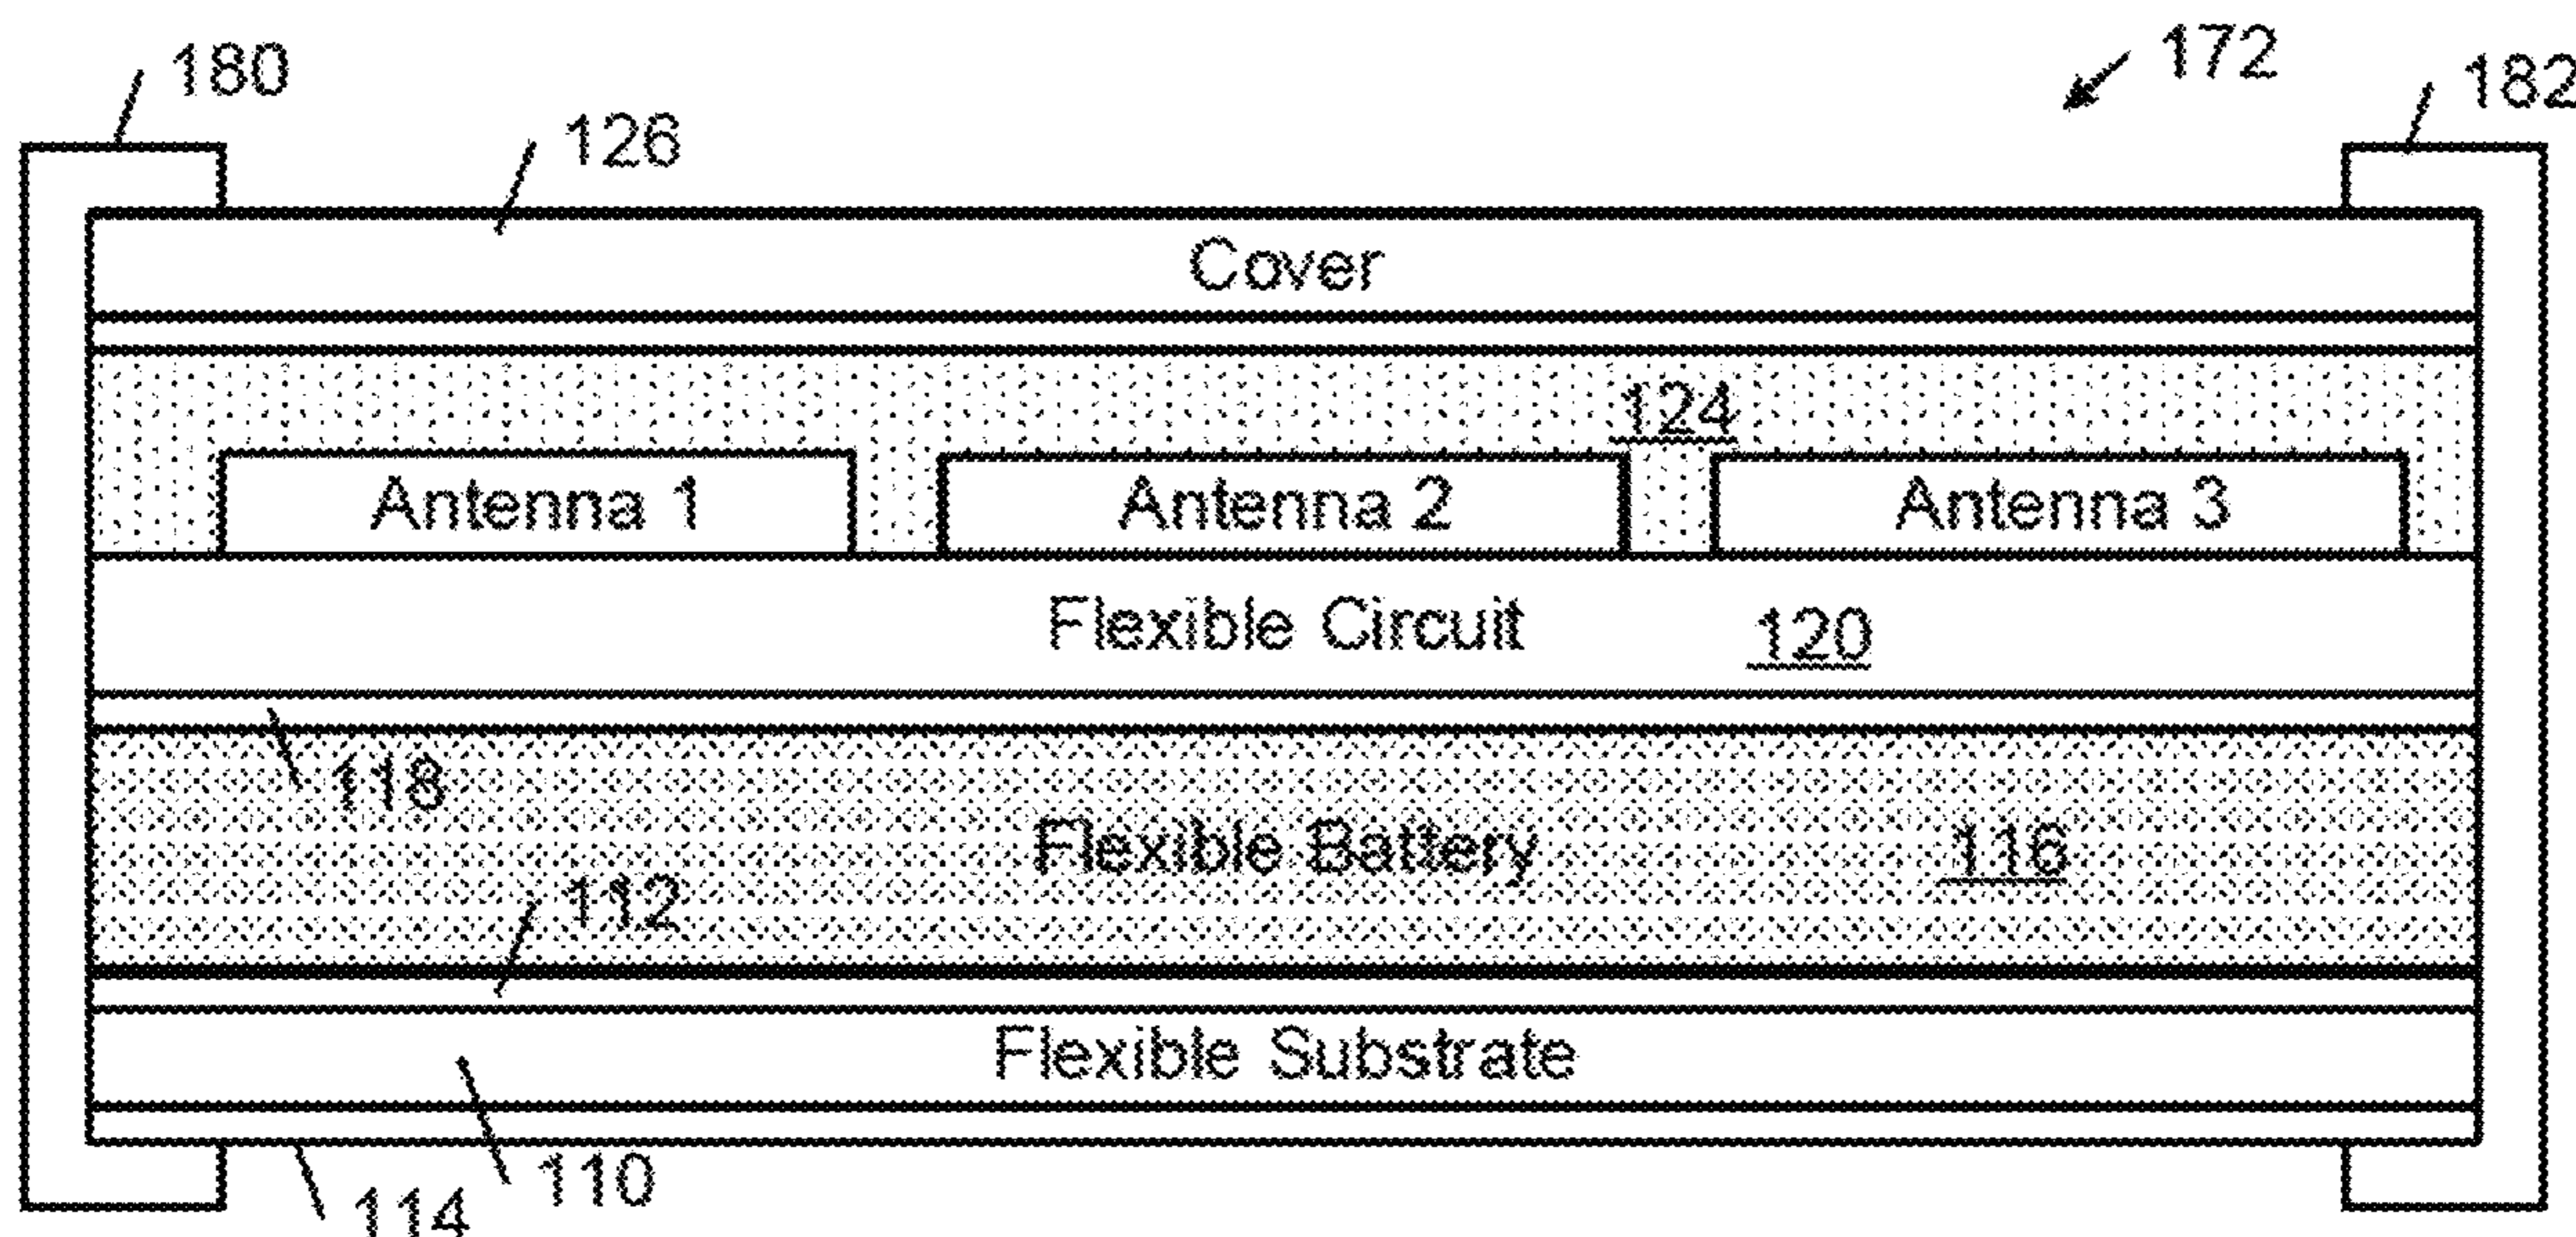 180
172
182
126
Cover
124
Antenna 1
Antenna 2
Antenna 3
Flexible Circuit
120
118
Flexible Battery
116
112
Flexible Substrate
110
114